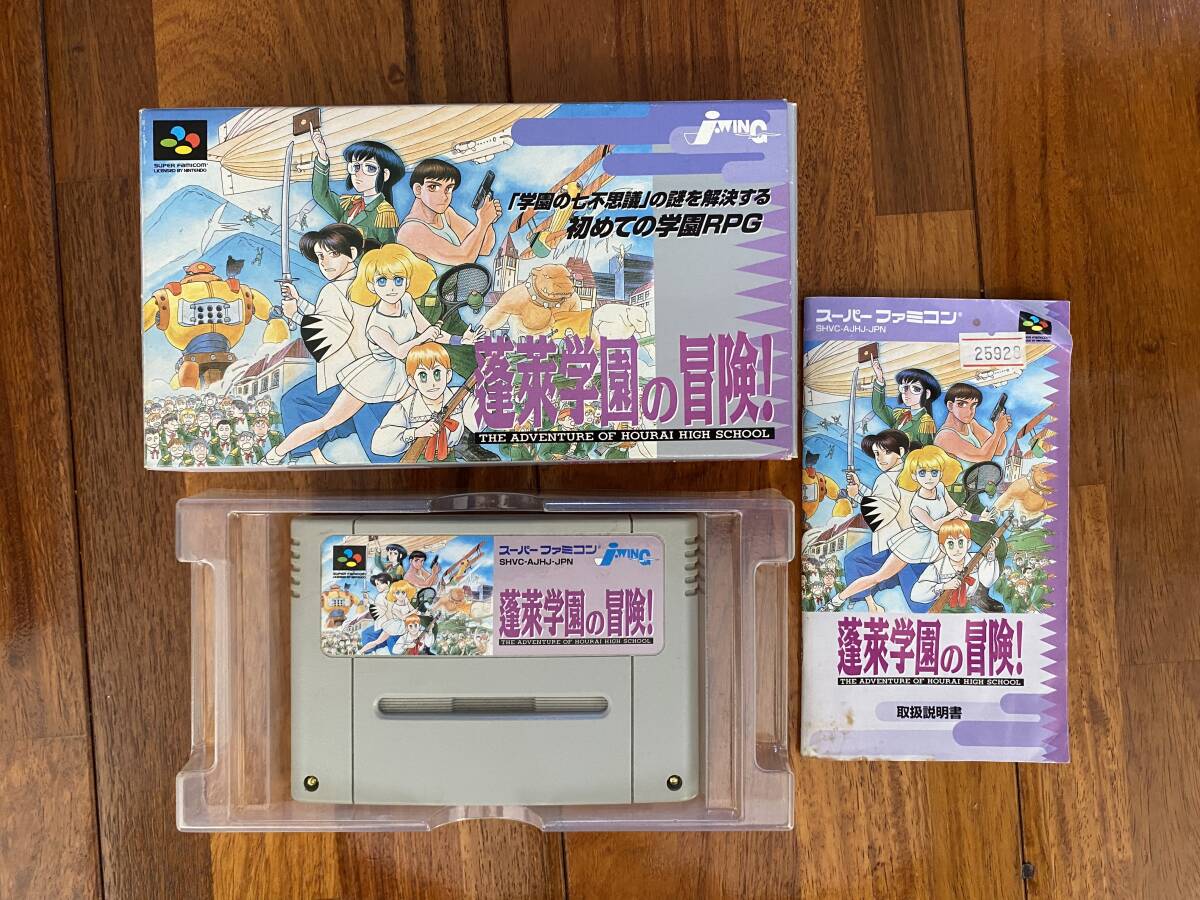 SUPER FAMICOM
LICENSED BY NINTENDO
J-WING
「学園の七不思議」の謎を解決する
初めての学園RPG
蓬萊学園の冒険!
THE ADVENTURE OF HOURAI HIGH SCHOOL
スーパーファミコン®
SHVC-AJHJ-JPN
25920
蓬萊学園の冒険!
THE ADVENTURE OF HOURAI HIGH SCHOOL
取扱説明書
スーパーファミコン®
SHVC-AJHJ-JPN
J-WING
蓬萊学園の冒険!
THE ADVENTURE OF HOURAI HIGH SCHOOL